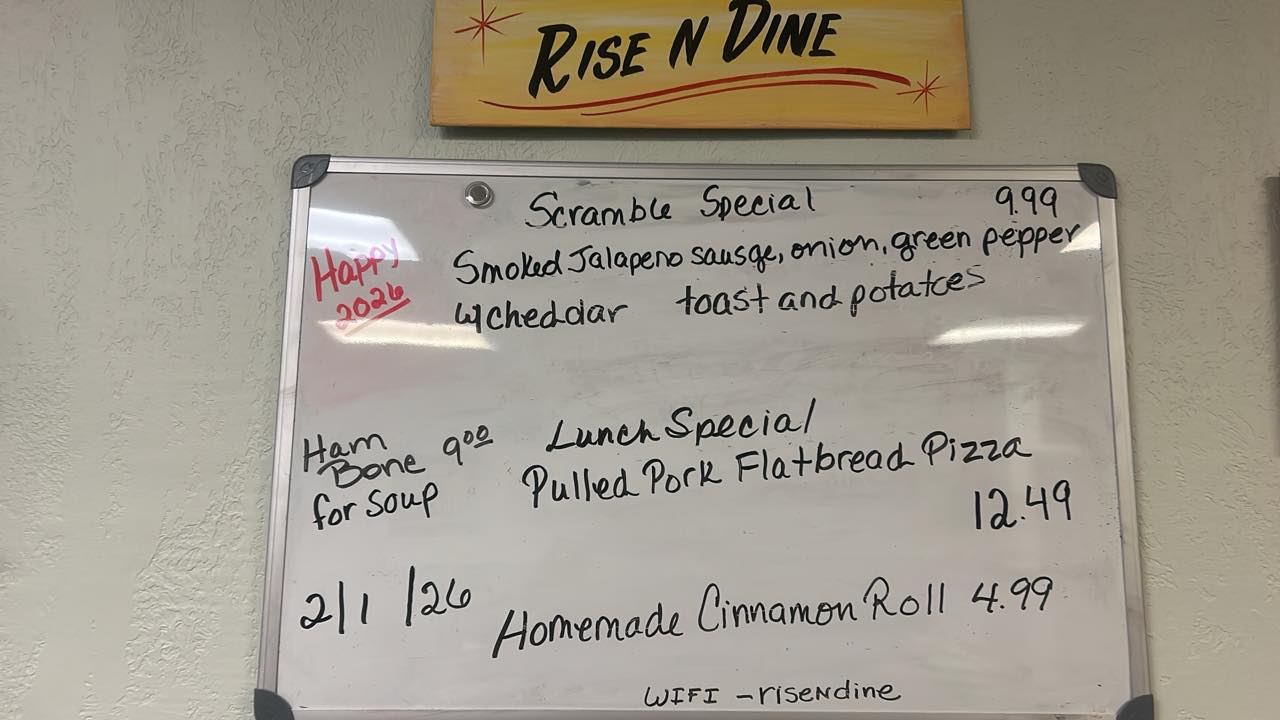 RISE N DINE
Scramble Special 9.99
Happy
2026
Smoked Jalapeno sausge, onion, green pepper
w/cheddar toast and potatoes
Ham
Bone 900
for Soup
Lunch Special
Pulled Pork Flatbread Pizza
12.49
2/1/26
Homemade Cinnamon Roll 4.99
WIFI - riseNdine